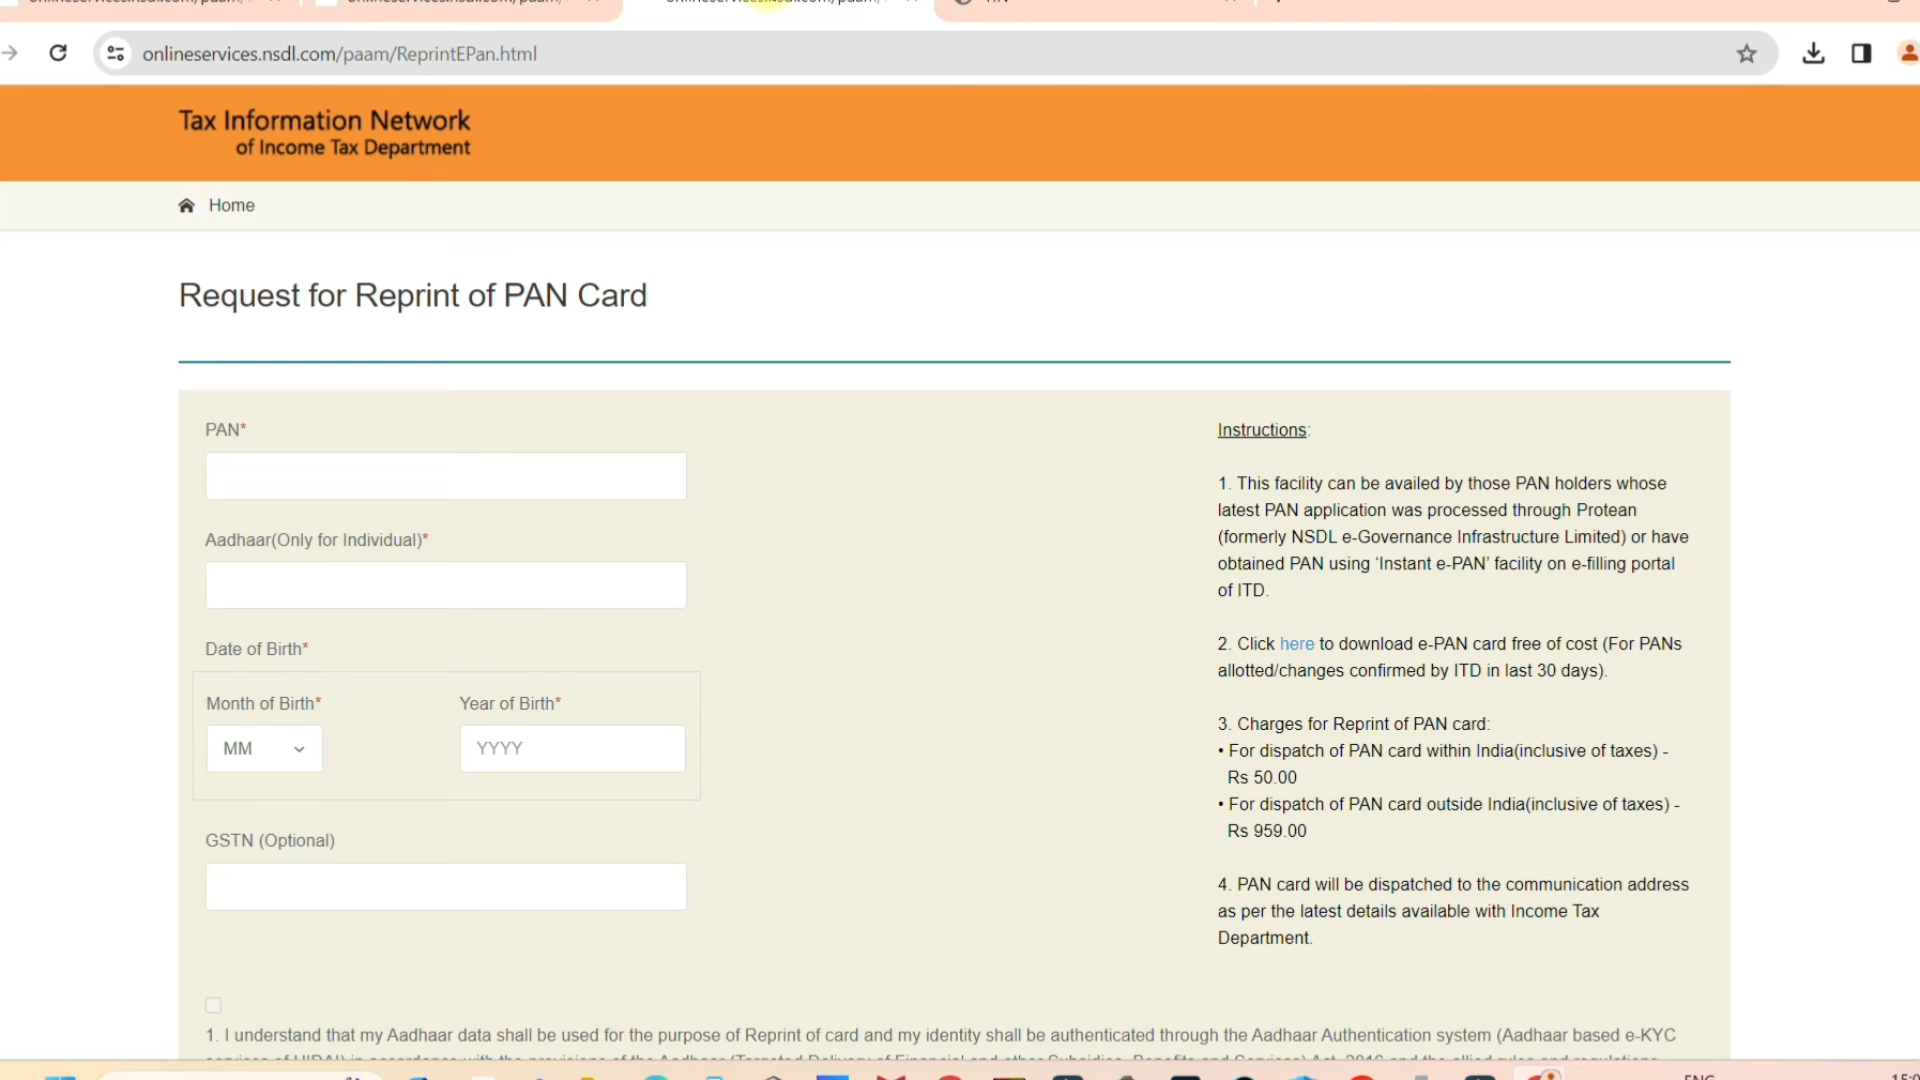 onlineservices.nsdl.com/paam/ReprintEPan.html
Tax Information Network
of Income Tax Department
Home
Request for Reprint of PAN Card
PAN*
Aadhaar(Only for Individual)*
Date of Birth*
Month of Birth*
Year of Birth*
MM
YYYY
GSTN (Optional)
Instructions:
1. This facility can be availed by those PAN holders whose
latest PAN application was processed through Protean
(formerly NSDL e-Governance Infrastructure Limited) or have
obtained PAN using ‘Instant e-PAN’ facility on e-filling portal
of ITD.
2. Click here to download e-PAN card free of cost (For PANs
allotted/changes confirmed by ITD in last 30 days).
3. Charges for Reprint of PAN card:
• For dispatch of PAN card within India(inclusive of taxes) -
Rs 50.00
• For dispatch of PAN card outside India(inclusive of taxes) -
Rs 959.00
4. PAN card will be dispatched to the communication address
as per the latest details available with Income Tax
Department.
1. I understand that my Aadhaar data shall be used for the purpose of Reprint of card and my identity shall be authenticated through the Aadhaar Authentication system (Aadhaar based e-KYC